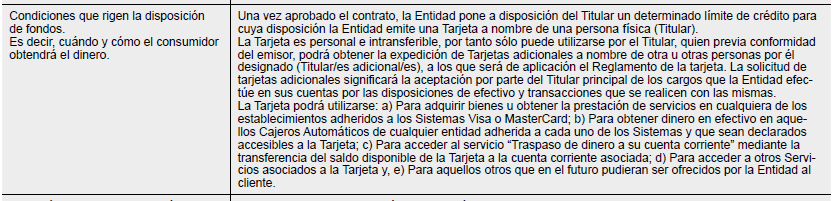 Condiciones que rigen la disposición
de fondos.
Es decir, cuándo y cómo el consumidor
obtendrá el dinero.
Una vez aprobado el contrato, la Entidad pone a disposición del Titular un determinado límite de crédito para
cuya disposición la Entidad emite una Tarjeta a nombre de una persona física (Titular).
La Tarjeta es personal e intransferible, por tanto sólo puede utilizarse por el Titular, quien previa conformidad
del emisor, podrá obtener la expedición de Tarjetas adicionales a nombre de otra u otras personas por él
designado (Titular/es adicional/es), a los que será de aplicación el Reglamento de la tarjeta. La solicitud de
tarjetas adicionales significará la aceptación por parte del Titular principal de los cargos que la Entidad efec-
túe en sus cuentas por las disposiciones de efectivo y transacciones que se realicen con las mismas.
La Tarjeta podrá utilizarse: a) Para adquirir bienes u obtener la prestación de servicios en cualquiera de los
establecimientos adheridos a los Sistemas Visa o MasterCard; b) Para obtener dinero en efectivo en aque-
llos Cajeros Automáticos de cualquier entidad adherida a cada uno de los Sistemas y que sean declarados
accesibles a la Tarjeta; c) Para acceder al servicio “Traspaso de dinero a su cuenta corriente” mediante la
transferencia del saldo disponible de la Tarjeta a la cuenta corriente asociada; d) Para acceder a otros Servi-
cios asociados a la Tarjeta y, e) Para aquellos otros que en el futuro pudieran ser ofrecidos por la Entidad al
cliente.